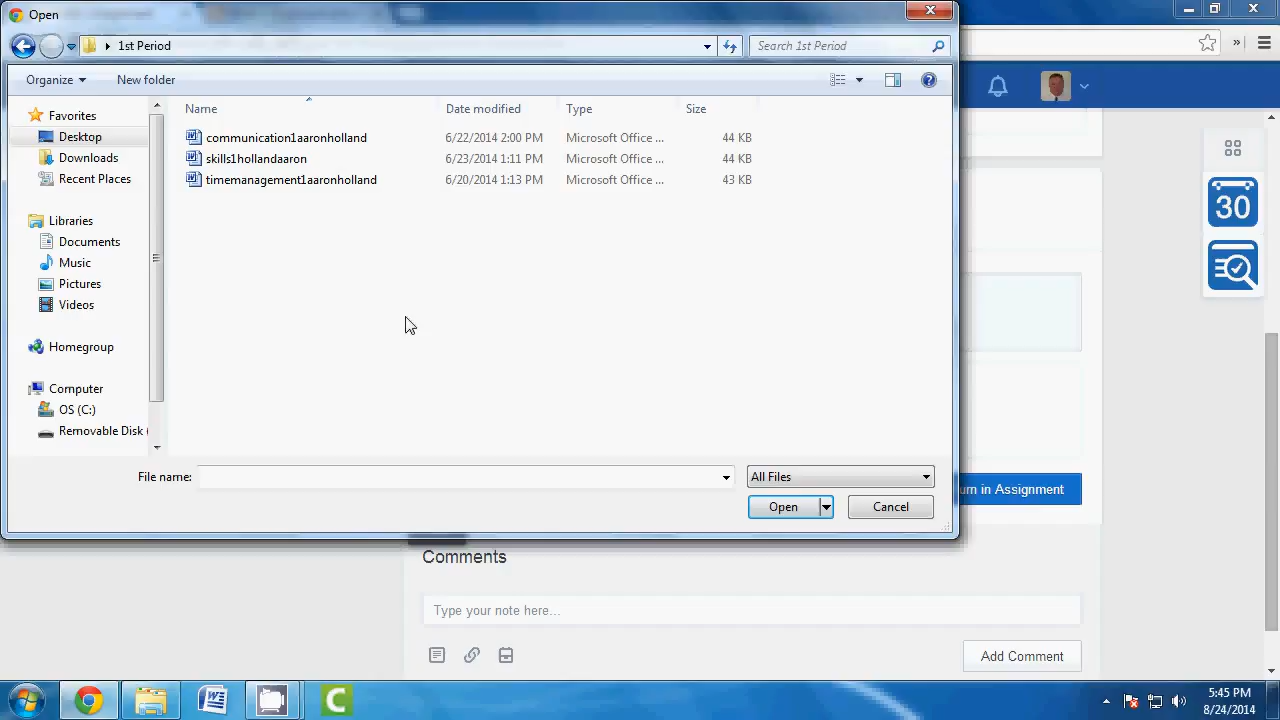 Open
1st Period
Search 1st Period
Organize
New folder
Name Date modified Type Size
Favorites
Desktop
Downloads
Recent Places
Libraries
Documents
Music
Pictures
Videos
Homegroup
Computer
OS (C:)
Removable Disk (
communication1aaronholland 6/22/2014 2:00 PM Microsoft Office ... 44 KB
skills1hollandaaron 6/23/2014 1:11 PM Microsoft Office ... 44 KB
timemanagement1aaronholland 6/20/2014 1:13 PM Microsoft Office ... 43 KB
File name:
All Files
Open
Cancel
30
urn in Assignment
Comments
Type your note here...
Add Comment
5:45 PM
8/24/2014